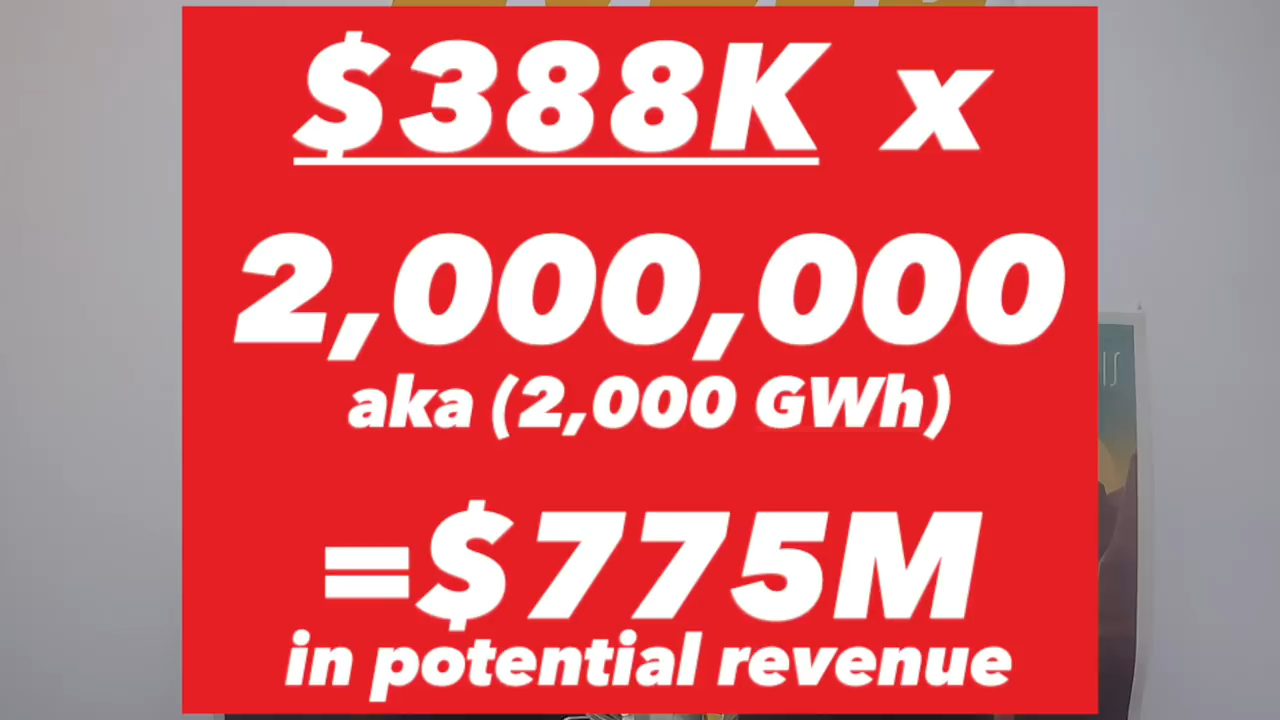 $388K x
2,000,000
aka (2,000 GWh)
=$775M
in potential revenue